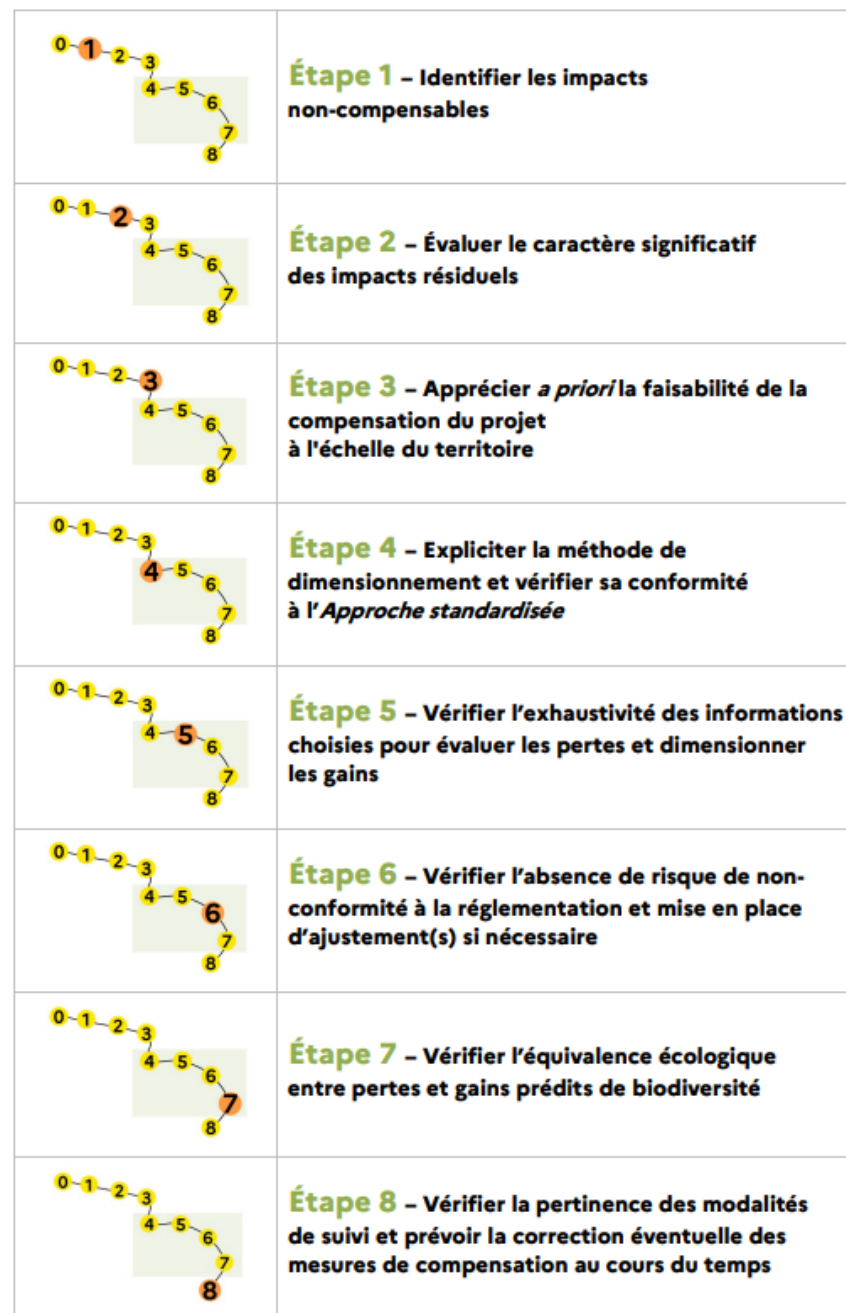 0 1 2 3
4 5 6
7
8
Étape 1 – Identifier les impacts
non-compensables
0 1 2 3
4 5 6
7
8
Étape 2 – Évaluer le caractère significatif
des impacts résiduels
0 1 2 3
4 5 6
7
8
Étape 3 – Apprécier a priori la faisabilité de la
compensation du projet
à l'échelle du territoire
0 1 2 3
4 5 6
7
8
Étape 4 – Expliciter la méthode de
dimensionnement et vérifier sa conformité
à l’Approche standardisée
0 1 2 3
4 5 6
7
8
Étape 5 – Vérifier l’exhaustivité des informations
choisies pour évaluer les pertes et dimensionner
les gains
0 1 2 3
4 5 6
7
8
Étape 6 – Vérifier l’absence de risque de non-
conformité à la réglementation et mise en place
d’ajustement(s) si nécessaire
0 1 2 3
4 5 6
7
8
Étape 7 – Vérifier l’équivalence écologique
entre pertes et gains prédits de biodiversité
0 1 2 3
4 5 6
7
8
Étape 8 – Vérifier la pertinence des modalités
de suivi et prévoir la correction éventuelle des
mesures de compensation au cours du temps